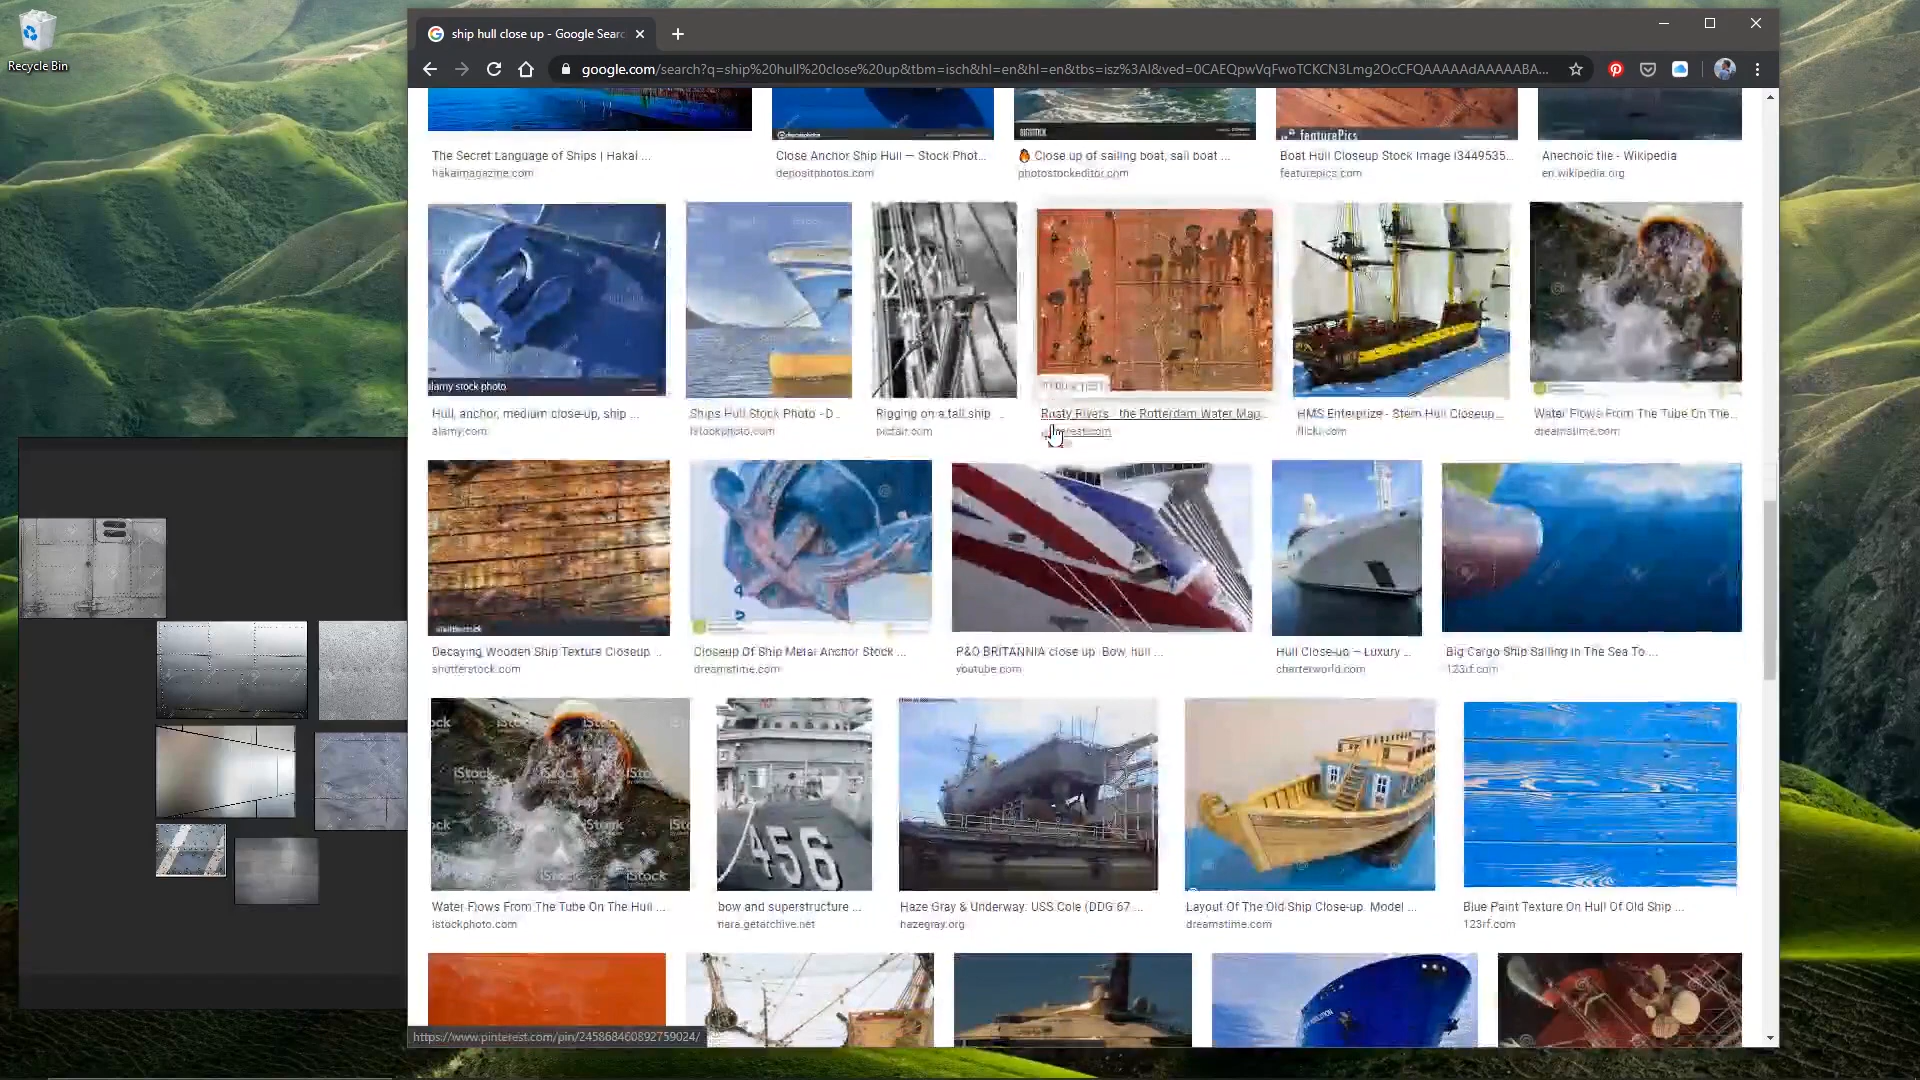 Recycle Bin
ship hull close up - Google Searc
google.com/search?q=ship%20hull%20close%20up&tbm=isch&hl=en&hl=en&tbs=isz%3Al&ved=0CAEQpwVqFwoTCKCN3Lmg2OcCFQAAAAAdAAAAABA...
featurePics
The Secret Language of Ships | Hakai ...
hakaimagazine.com
Close Anchor Ship Hull — Stock Phot...
depositphotos.com
Close up of sailing boat, sail boat ...
photostockeditor.com
Boat Hull Closeup Stock Image I3449535...
featurepics.com
Anechoic tile - Wikipedia
en.wikipedia.org
alamy stock photo
Hull, anchor, medium close-up, ship ...
alamy.com
Ships Hull Stock Photo - D...
istockphoto.com
Rigging on a tall ship ...
picfair.com
Rusty Rivers - the Rotterdam Water Map...
HMS Enterprize - Stern Hull Closeup...
flickr.com
Water Flows From The Tube On The...
dreamstime.com
Decaying Wooden Ship Texture Closeup ...
shutterstock.com
Closeup Of Ship Metal Anchor Stock ...
dreamstime.com
P&O BRITANNIA close up Bow, hull ...
youtube.com
Hull Close-up – Luxury ...
charterworld.com
Big Cargo Ship Sailing In The Sea To ...
123rf.com
iStock
iStock
iStock
iStock
456
Water Flows From The Tube On The Hull ...
istockphoto.com
bow and superstructure ...
nara.getarchive.net
Haze Gray & Underway: USS Cole (DDG 67 ...
hazegray.org
Layout Of The Old Ship Close-up. Model ...
dreamstime.com
Blue Paint Texture On Hull Of Old Ship ...
123rf.com
https://www.pinterest.com/pin/245868460892759024/